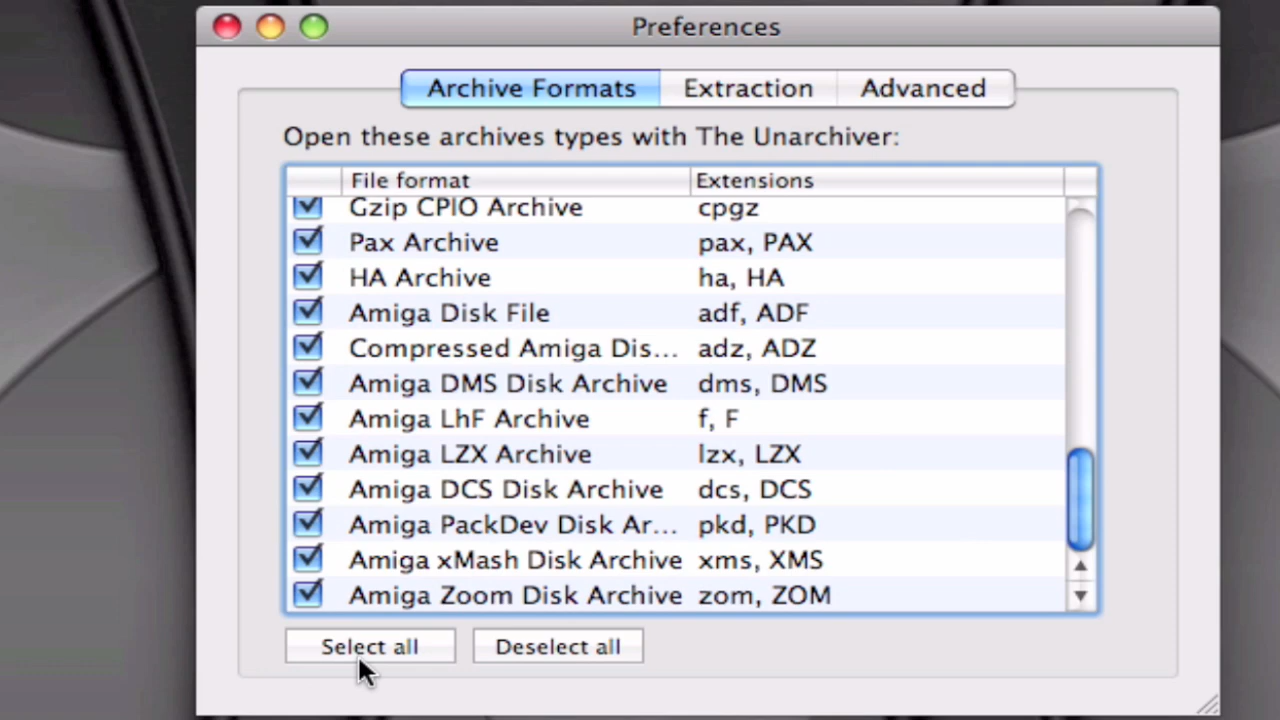 Preferences
Archive Formats Extraction Advanced
Open these archives types with The Unarchiver:
File format Extensions
Gzip CPIO Archive cpgz
Pax Archive pax, PAX
HA Archive ha, HA
Amiga Disk File adf, ADF
Compressed Amiga Dis... adz, ADZ
Amiga DMS Disk Archive dms, DMS
Amiga LhF Archive f, F
Amiga LZX Archive lzx, LZX
Amiga DCS Disk Archive dcs, DCS
Amiga PackDev Disk Ar... pkd, PKD
Amiga xMash Disk Archive xms, XMS
Amiga Zoom Disk Archive zom, ZOM
Select all Deselect all